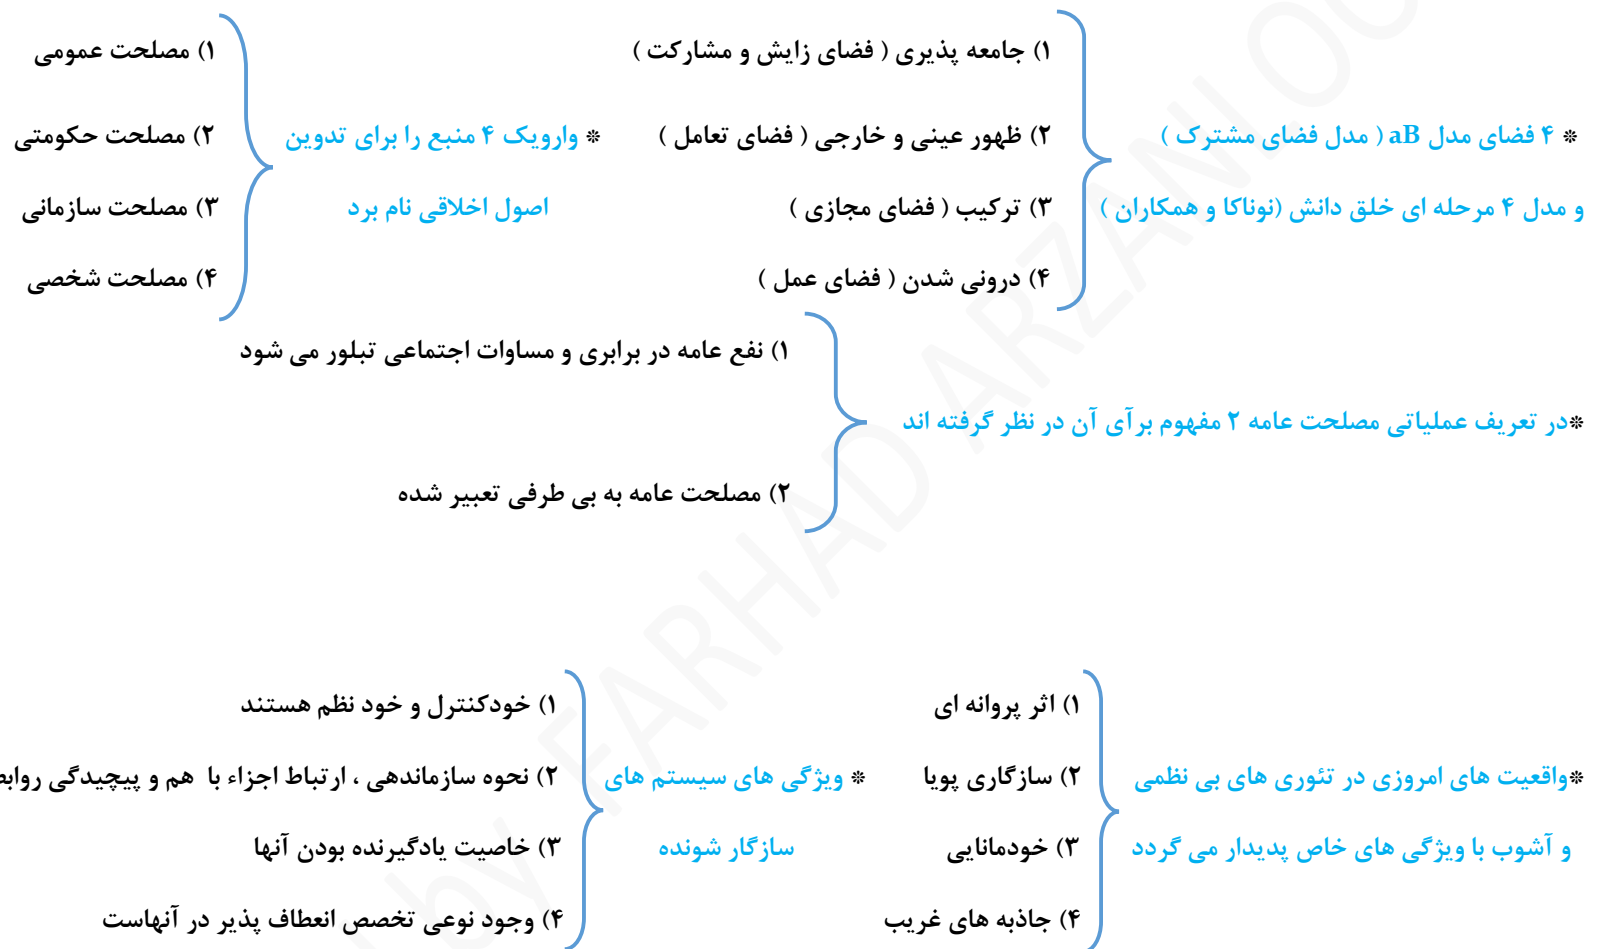 * ۴ فضای مدل aB ( مدل فضای مشترک )
و مدل ۴ مرحله ای خلق دانش (نوناکا و همکاران )
۱) جامعه پذیری ( فضای زایش و مشارکت )
۲) ظهور عینی و خارجی ( فضای تعامل )
۳) ترکیب ( فضای مجازی )
۴) درونی شدن ( فضای عمل )
* وارویک ۴ منبع را برای تدوین
اصول اخلاقی نام برد
۱) مصلحت عمومی
۲) مصلحت حکومتی
۳) مصلحت سازمانی
۴) مصلحت شخصی
*در تعریف عملیاتی مصلحت عامه ۲ مفهوم برآی آن در نظر گرفته اند
۱) نفع عامه در برابری و مساوات اجتماعی تبلور می شود
۲) مصلحت عامه به بی طرفی تعبیر شده
*واقعیت های امروزی در تئوری های بی نظمی
و آشوب با ویژگی های خاص پدیدار می گردد
۱) اثر پروانه ای
۲) سازگاری پویا
۳) خودمانایی
۴) جاذبه های غریب
* ویژگی های سیستم های
سازگار شونده
۱) خودکنترل و خود نظم هستند
۲) نحوه سازماندهی ، ارتباط اجزاء با هم و پیچیدگی
۳) خاصیت یادگیرنده بودن آنها
۴) وجود نوعی تخصص انعطاف پذیر در آنهاست
by FARHAD ARZANI